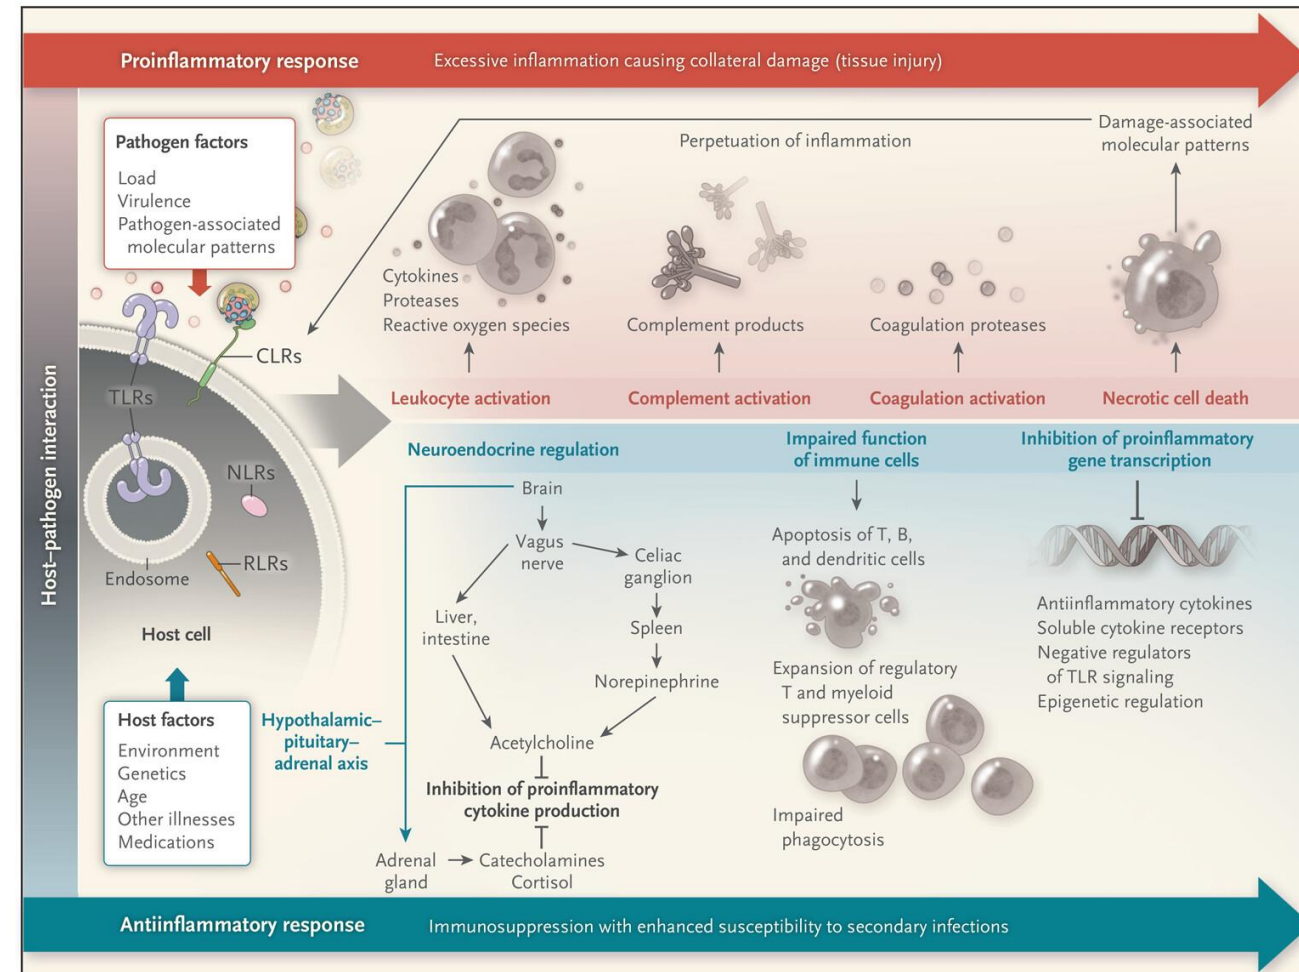 Proinflammatory response
Excessive inflammation causing collateral damage (tissue injury)
Host–pathogen interaction
Pathogen factors
Load
Virulence
Pathogen-associated
molecular patterns
Perpetuation of inflammation
Damage-associated
molecular patterns
Cytokines
Proteases
Reactive oxygen species
Complement products
Coagulation proteases
Leukocyte activation
Complement activation
Coagulation activation
Necrotic cell death
CLRs
TLRs
NLRs
RLRs
Endosome
Host cell
Host factors
Environment
Genetics
Age
Other illnesses
Medications
Neuroendocrine regulation
Brain
Vagus
nerve
Celiac
ganglion
Liver,
intestine
Spleen
Norepinephrine
Acetylcholine
Hypothalamic–
pituitary–
adrenal axis
Inhibition of proinflammatory
cytokine production
Adrenal
gland
Catecholamines
Cortisol
Impaired function
of immune cells
Apoptosis of T, B,
and dendritic cells
Expansion of regulatory
T and myeloid
suppressor cells
Impaired
phagocytosis
Inhibition of proinflammatory
gene transcription
Antiinflammatory cytokines
Soluble cytokine receptors
Negative regulators
of TLR signaling
Epigenetic regulation
Antiinflammatory response
Immunosuppression with enhanced susceptibility to secondary infections